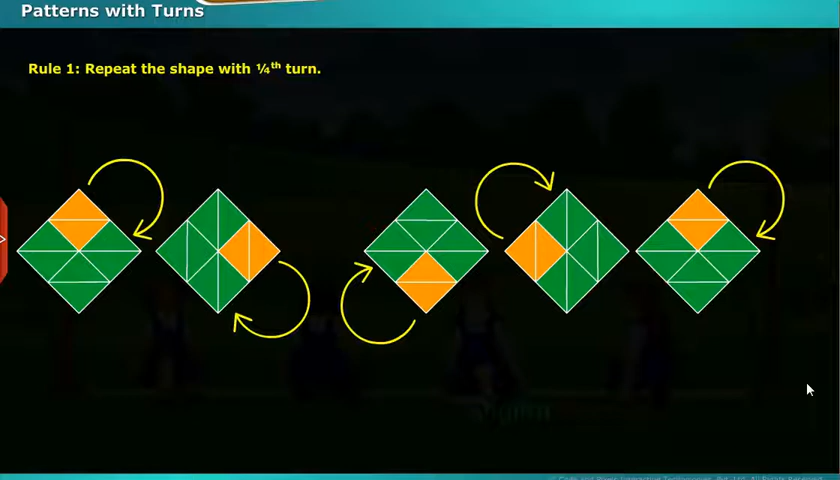 Patterns with Turns
Rule 1: Repeat the shape with ¼th turn.